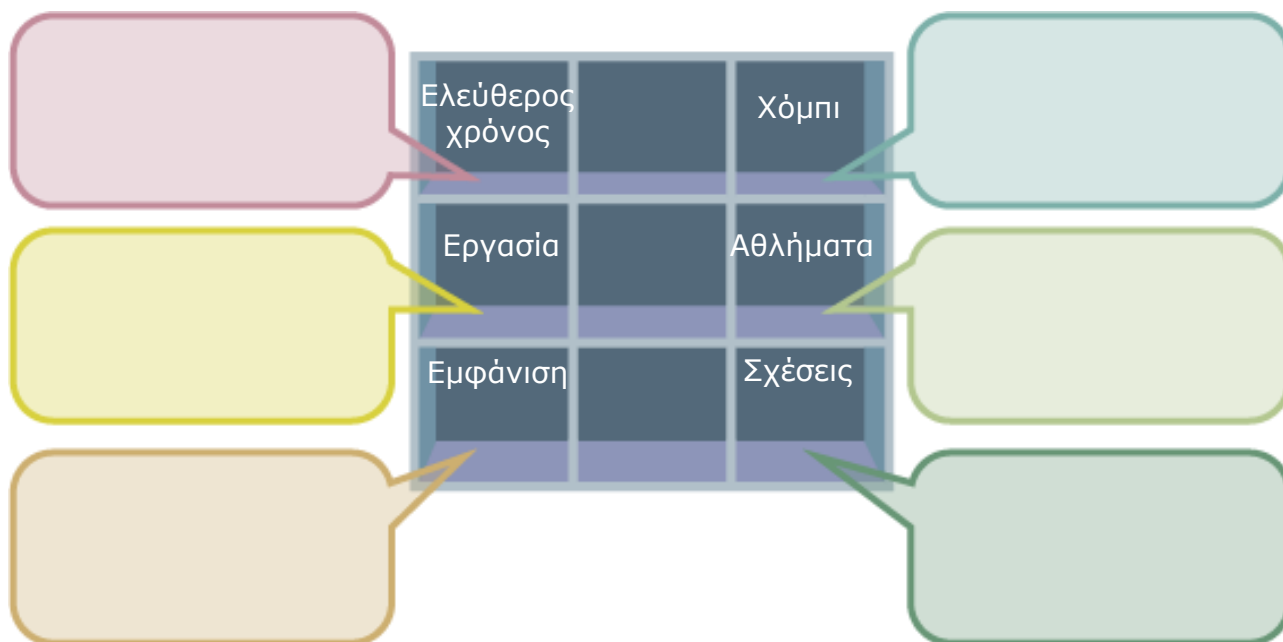 Ελεύθερος
χρόνος
Χόμπι
Εργασία
Αθλήματα
Εμφάνιση
Σχέσεις